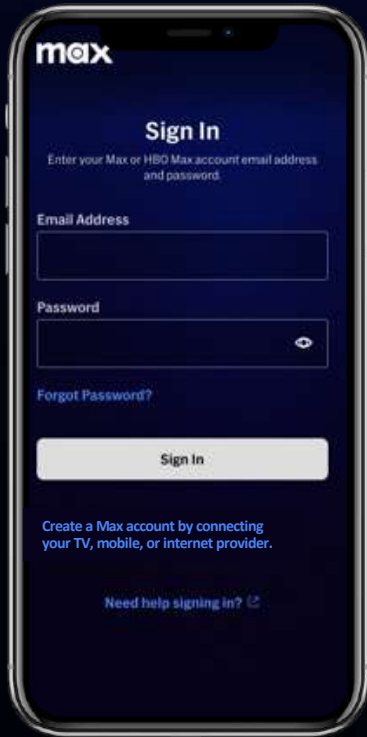 max
Sign In
Enter your Max or HBO Max account email address
and password.
Email Address
Password
Forgot Password?
Sign In
Create a Max account by connecting
your TV, mobile, or internet provider.
Need help signing in?